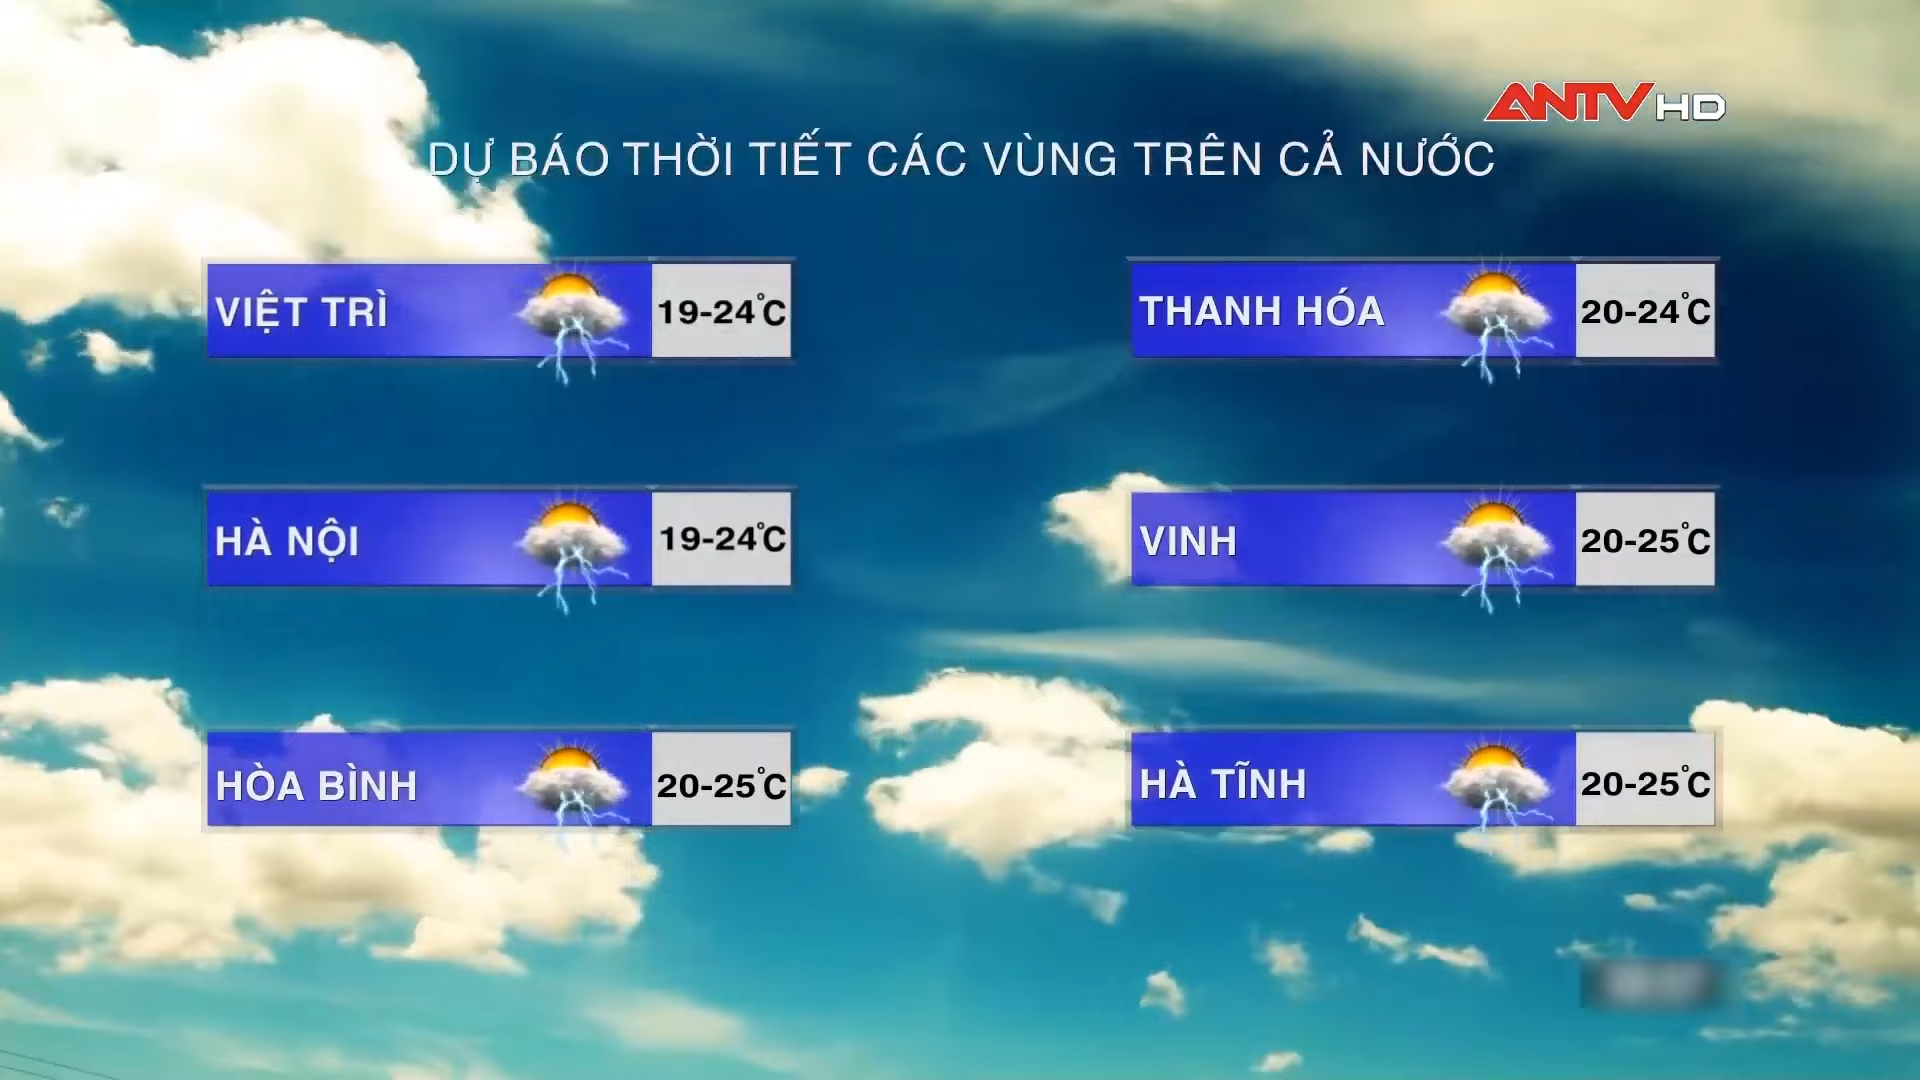 ANTV HD
DỰ BÁO THỜI TIẾT CÁC VÙNG TRÊN CẢ NƯỚC
VIỆT TRÌ 19-24°C
THANH HÓA 20-24°C
HÀ NỘI 19-24°C
VINH 20-25°C
HÒA BÌNH 20-25°C
HÀ TĨNH 20-25°C